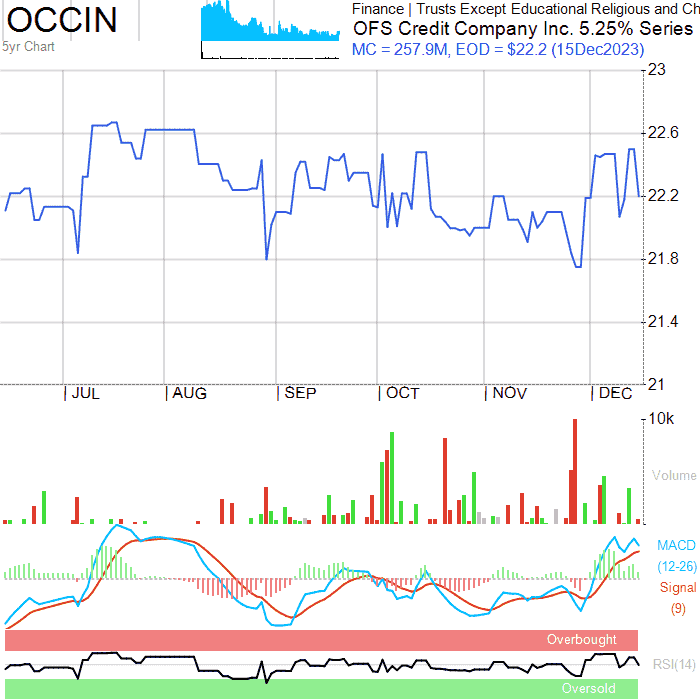 OCCIN
5yr Chart
Finance | Trusts Except Educational Religious and Ch
OFS Credit Company Inc. 5.25% Series
MC = 257.9M, EOD = $22.2 (15Dec2023)
23
22.6
22.2
21.8
21.4
21
| JUL | AUG | SEP | OCT | NOV | DEC
10k
Volume
MACD
(12-26)
Signal
(9)
Overbought
RSI(14)
Oversold